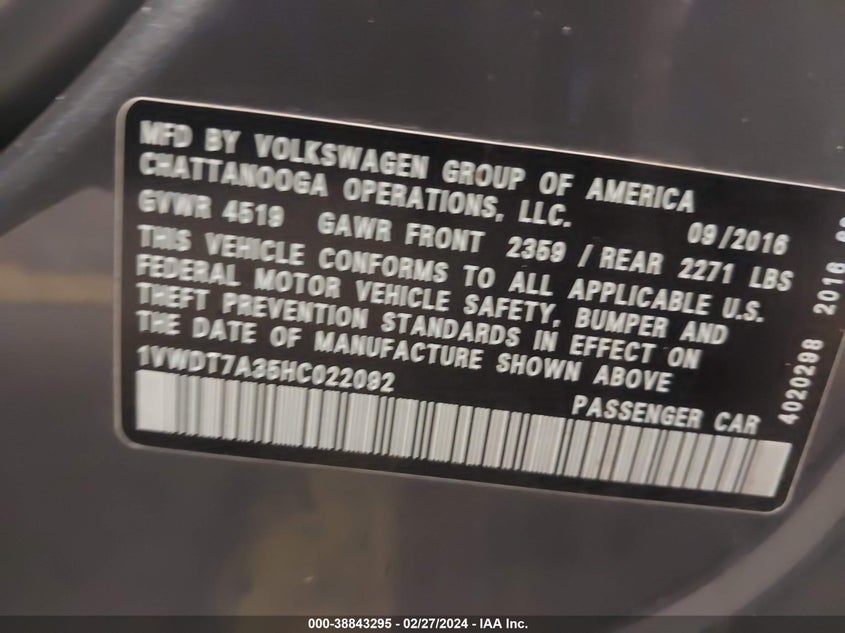 MFD BY VOLKSWAGEN GROUP OF AMERICA
CHATTANOOGA OPERATIONS, LLC.
09/2016
GVWR 4519 GAWR FRONT 2359 / REAR 2271 LBS
THIS VEHICLE CONFORMS TO ALL APPLICABLE U.S.
FEDERAL MOTOR VEHICLE SAFETY, BUMPER AND
THEFT PREVENTION STANDARDS IN EFFECT ON
THE DATE OF MANUFACTURE SHOWN ABOVE
1VWDT7A35HC022092
PASSENGER CAR
4020298 2016
000-38843295 - 02/27/2024 - IAA Inc.